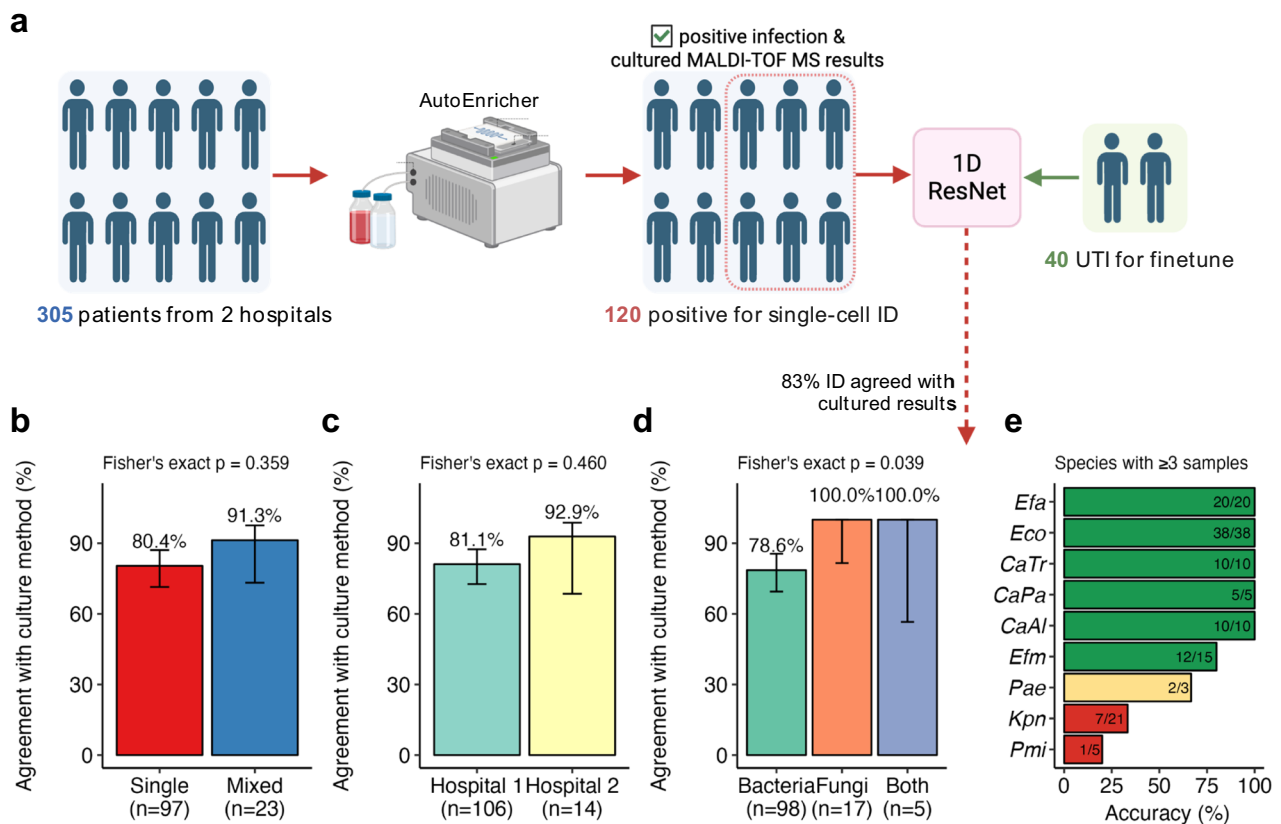 a
positive infection &
cultured MALDI-TOF MS results
AutoEnricher
1D
ResNet
305 patients from 2 hospitals
120 positive for single-cell ID
40 UTI for finetune
83% ID agreed with
cultured results
b
Agreement with culture method (%)
Fisher's exact p = 0.359
90
60
30
0
80.4%
91.3%
Single
(n=97)
Mixed
(n=23)
c
Agreement with culture method (%)
Fisher's exact p = 0.460
90
60
30
0
81.1%
92.9%
Hospital 1
(n=106)
Hospital 2
(n=14)
d
Agreement with culture method (%)
Fisher's exact p = 0.039
90
60
30
0
78.6%
100.0%
100.0%
Bacteria
(n=98)
Fungi
(n=17)
Both
(n=5)
e
Species with ≥3 samples
Efa 20/20
Eco 38/38
CaTr 10/10
CaPa 5/5
CaAl 10/10
Efm 12/15
Pae 2/3
Kpn 7/21
Pmi 1/5
0 25 50 75 100
Accuracy (%)